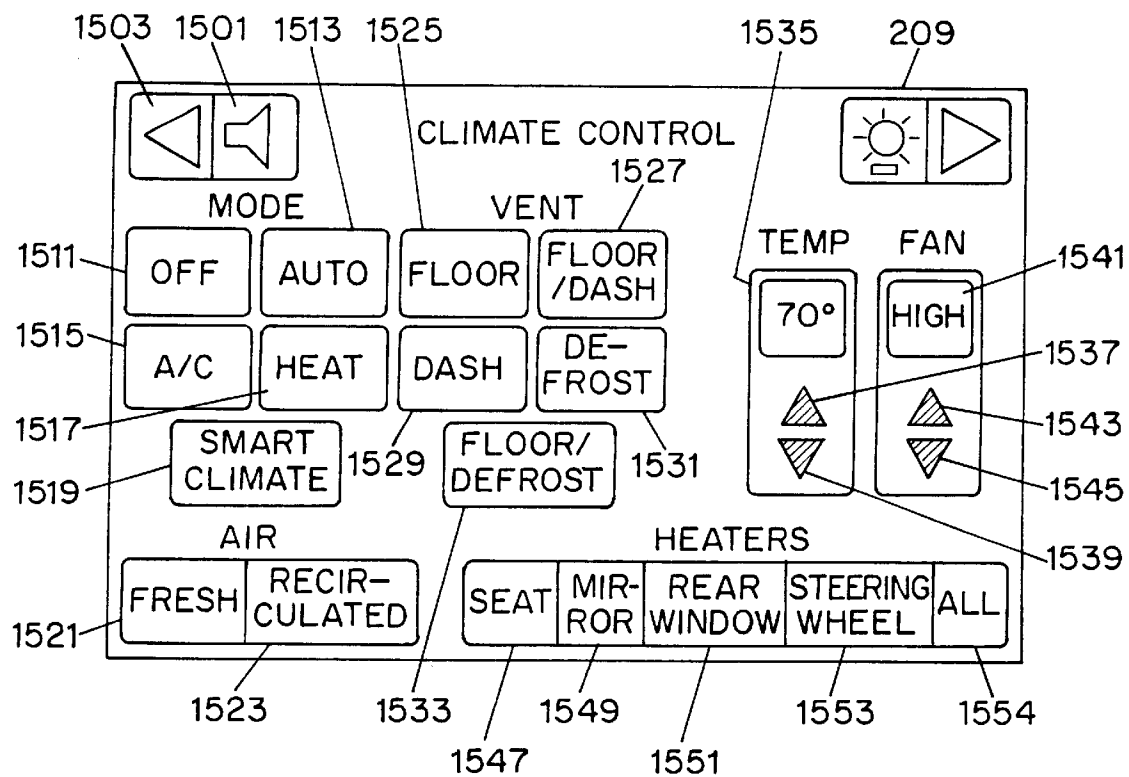 1503 1501 1513 1525 1535 209
CLIMATE CONTROL
1527
MODE VENT
TEMP FAN
1511 OFF AUTO FLOOR FLOOR
/DASH
70° HIGH 1541
1515 A/C HEAT DASH DE-
FROST
1537
1517 1543
SMART
CLIMATE
1529 FLOOR/
DEFROST
1531
1519 1545
1539
AIR HEATERS
FRESH RECIR-
CULATED
SEAT MIR-
ROR
REAR
WINDOW
STEERING
WHEEL
ALL
1521
1523 1533 1549 1553 1554
1547 1551